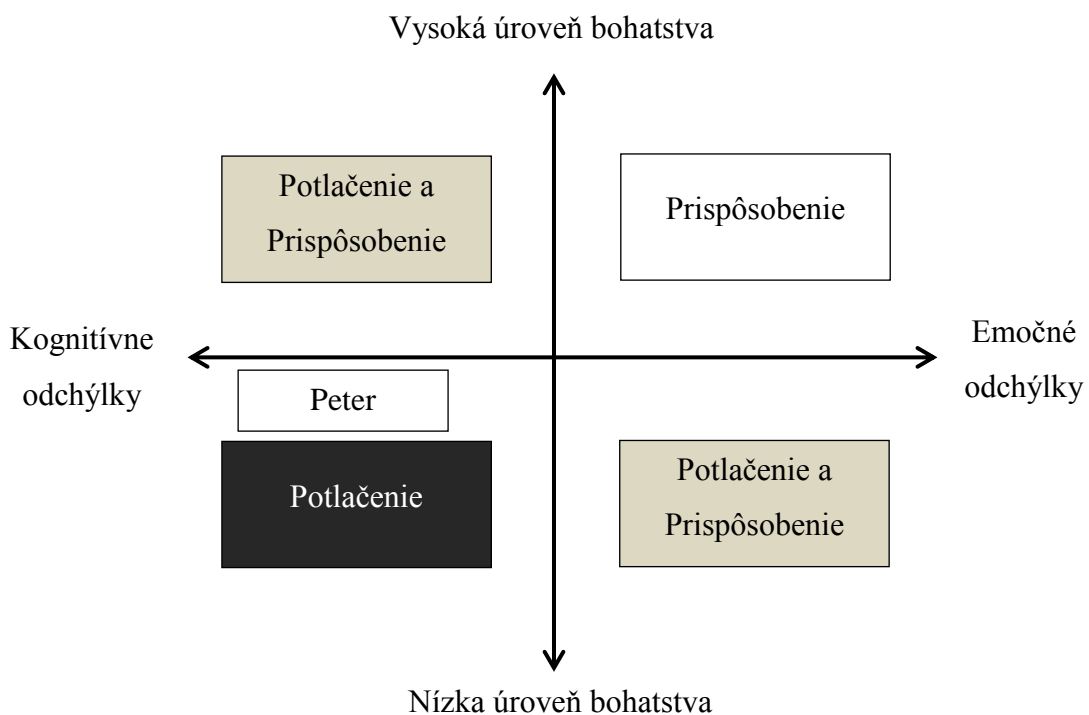 Vysoká úroveň bohatstva
Potlačenie a
Prispôsobenie
Prispôsobenie
Kognitívne
odchýlky
Emočné
odchýlky
Peter
Potlačenie
Potlačenie a
Prispôsobenie
Nízka úroveň bohatstva